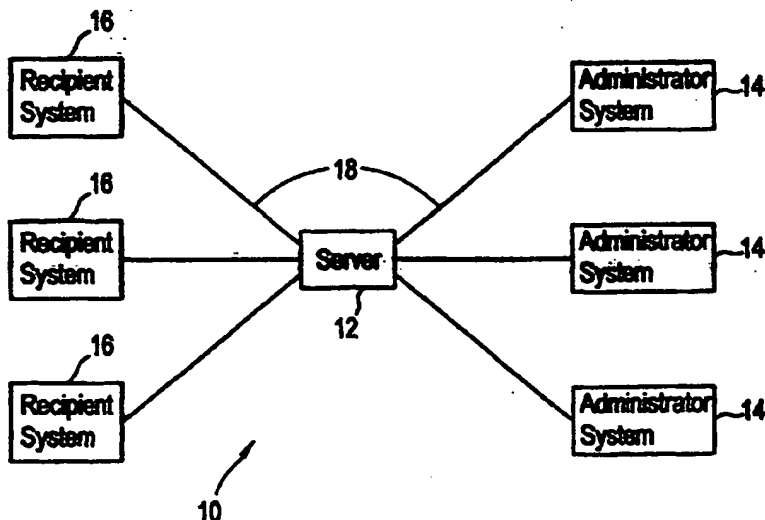 16
Recipient
System
Administrator
System
14
18
16
Recipient
System
Server
12
Administrator
System
14
16
Recipient
System
Administrator
System
14
10